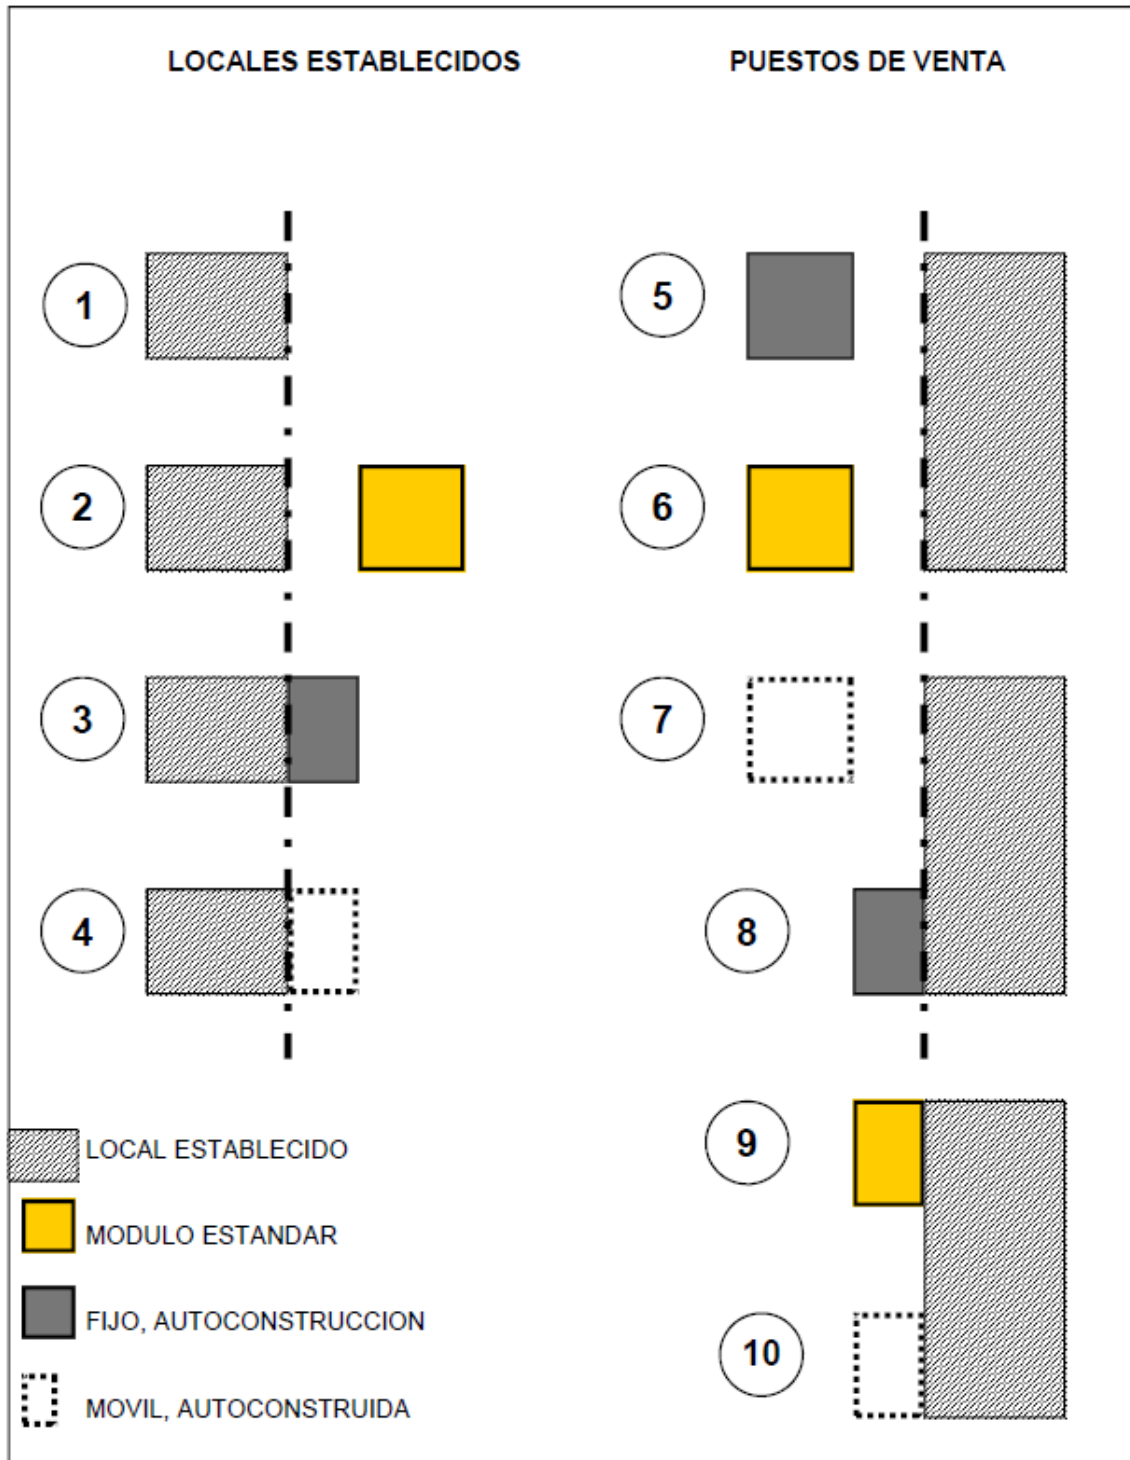 LOCALES ESTABLECIDOS
PUESTOS DE VENTA
1
2
3
4
5
6
7
8
9
10
LOCAL ESTABLECIDO
MODULO ESTANDAR
FIJO, AUTOCONSTRUCCION
MOVIL, AUTOCONSTRUIDA